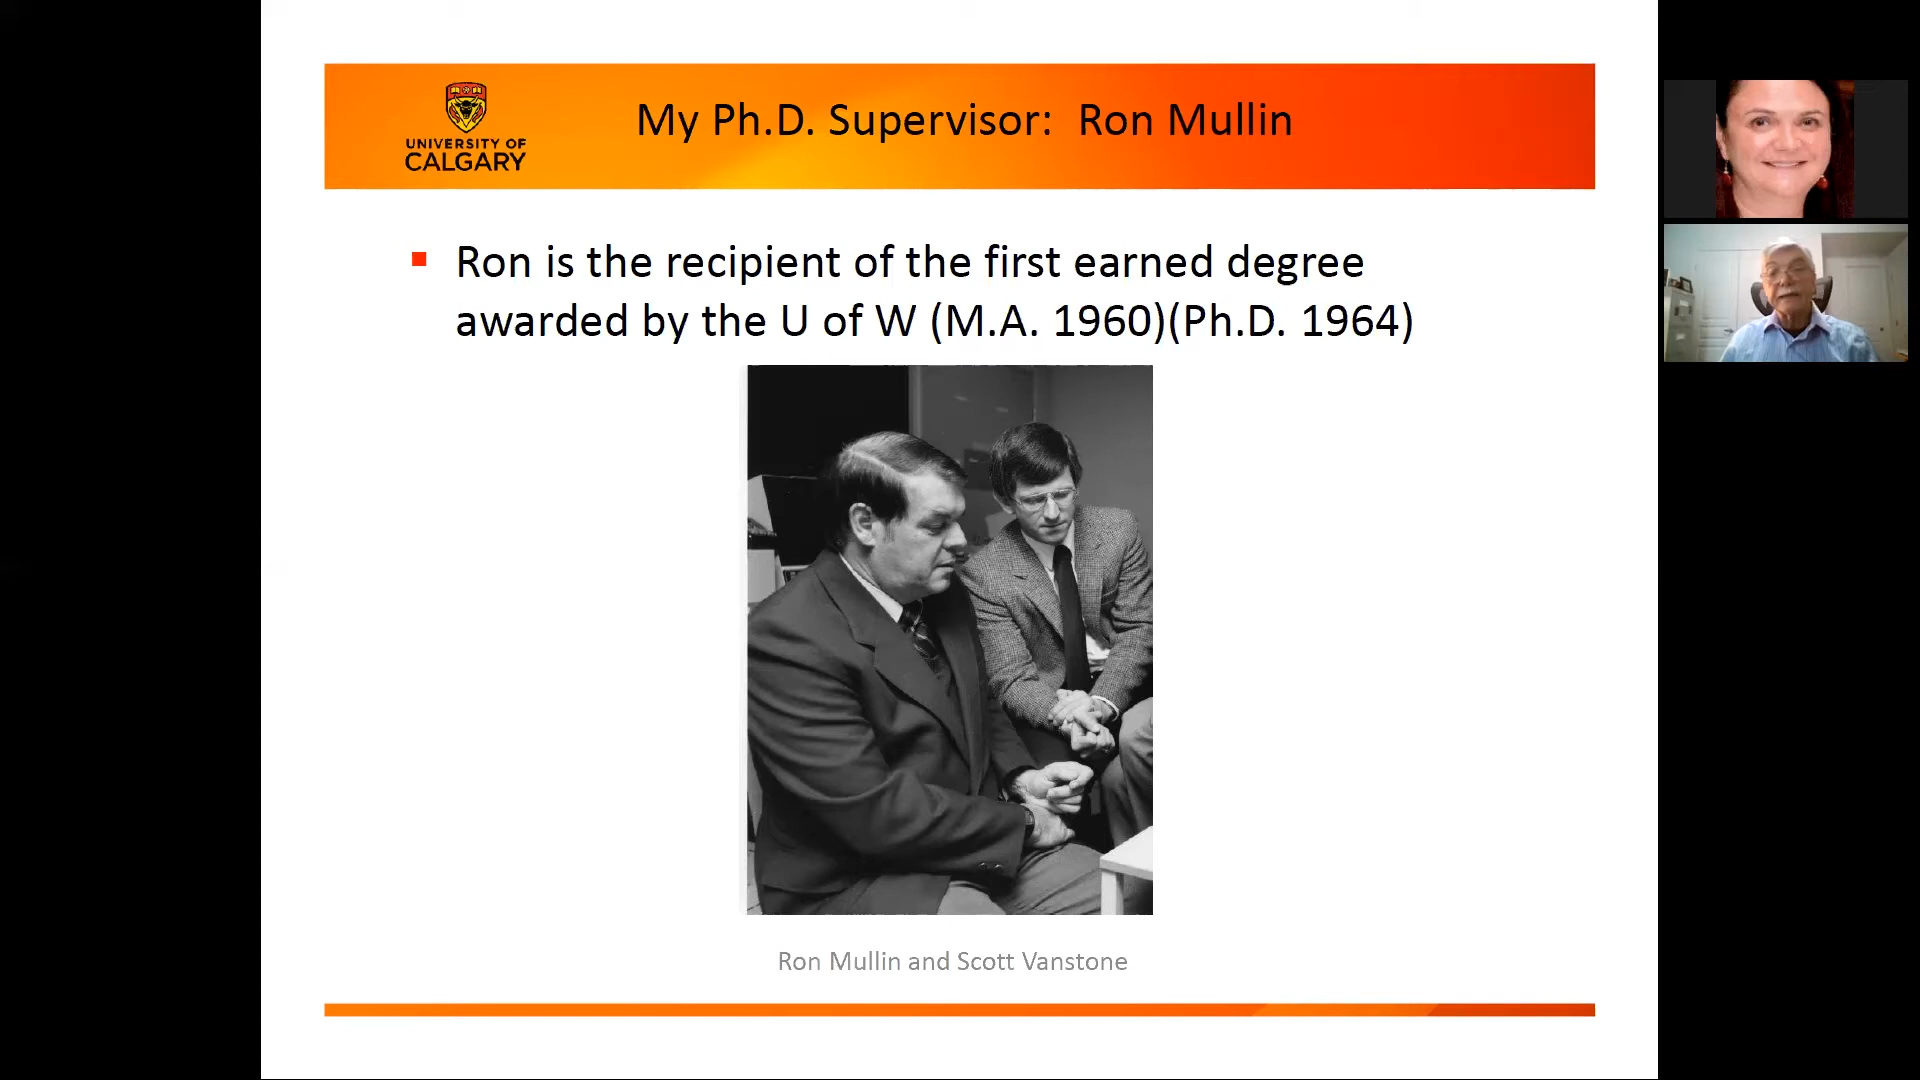 UNIVERSITY OF
CALGARY
My Ph.D. Supervisor: Ron Mullin
Ron is the recipient of the first earned degree
awarded by the U of W (M.A. 1960)(Ph.D. 1964)
Ron Mullin and Scott Vanstone